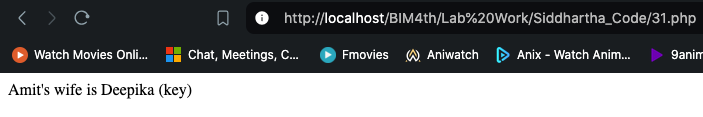 http://localhost/BIM4th/Lab%20Work/Siddhartha_Code/31.php
Watch Movies Onli... Chat, Meetings, C... Fmovies Aniwatch Anix - Watch Anim... 9anim
Amit's wife is Deepika (key)